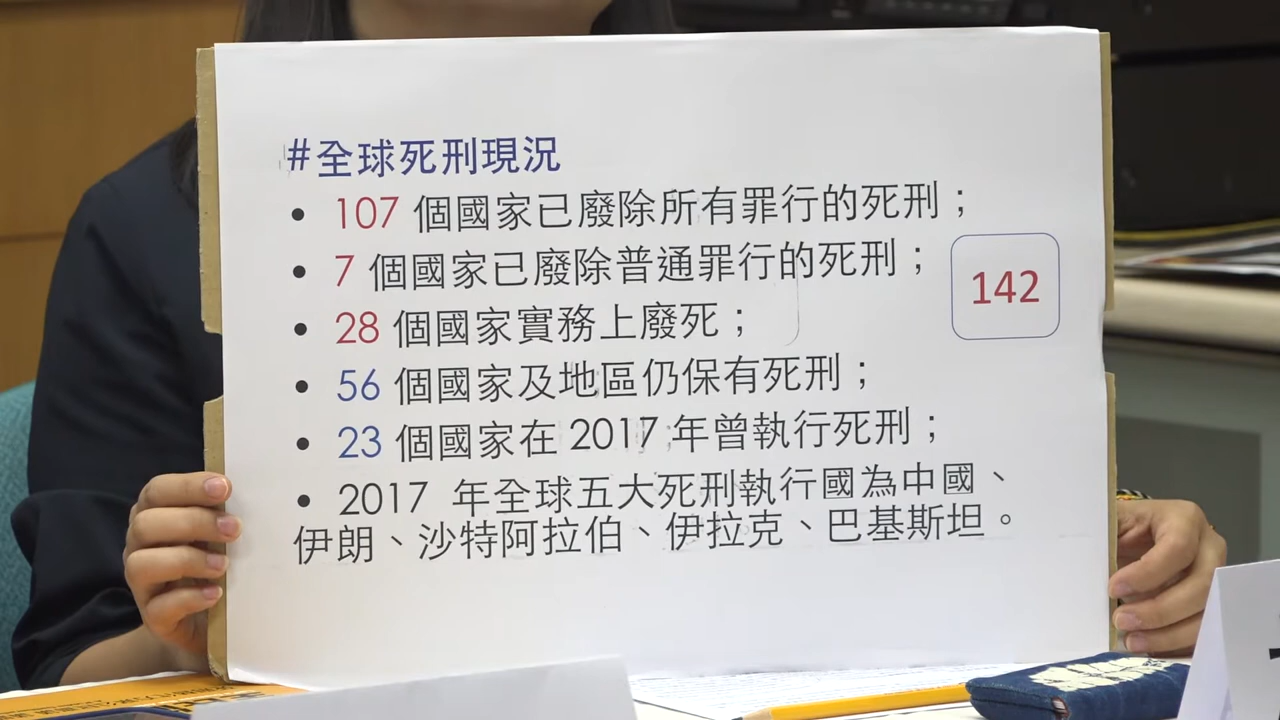 #全球死刑現況
• 107 個國家已廢除所有罪行的死刑；
• 7 個國家已廢除普通罪行的死刑；
142
• 28 個國家實務上廢死；
• 56 個國家及地區仍保有死刑；
• 23 個國家在 2017 年曾執行死刑；
• 2017 年全球五大死刑執行國為中國、
伊朗、沙特阿拉伯、伊拉克、巴基斯坦。